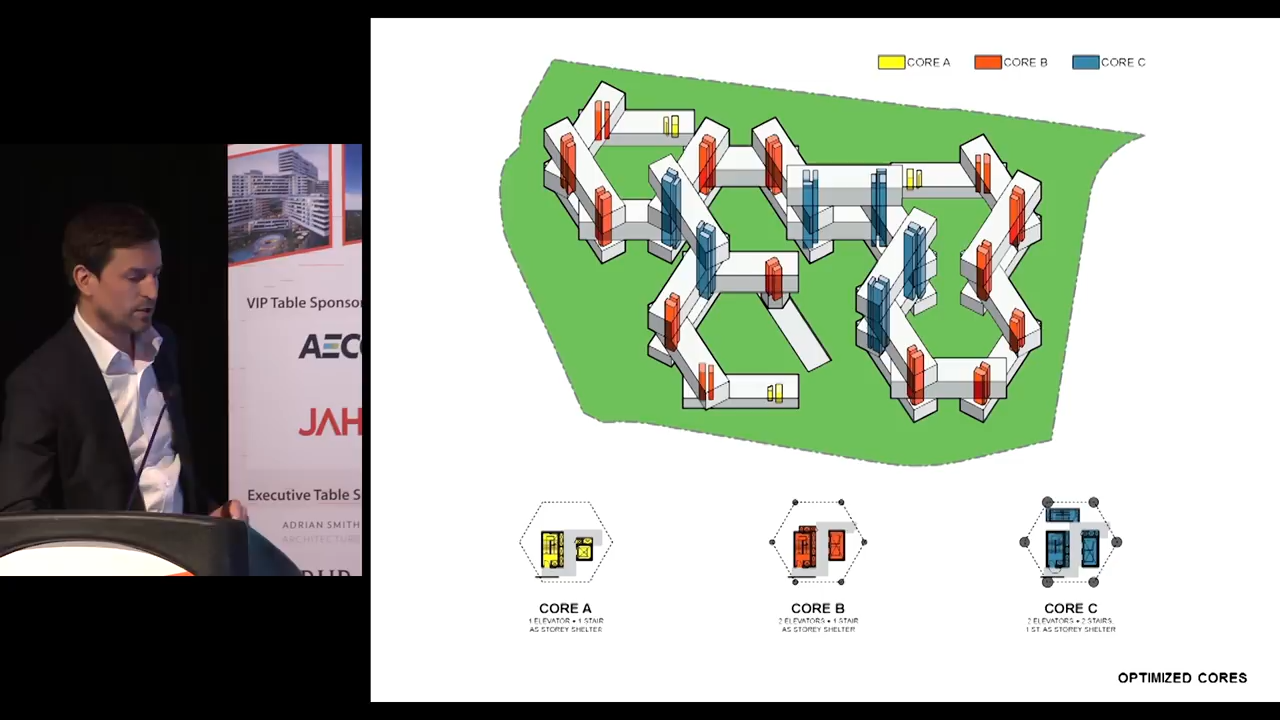 VIP Table Sponsor
AECO
JAH
Executive Table S
ADRIAN SMITH
ARCHITECTURE
CORE A
CORE B
CORE C
CORE A
1 ELEVATOR + 1 STAIR
AS STOREY SHELTER
CORE B
2 ELEVATORS + 1 STAIR
AS STOREY SHELTER
CORE C
2 ELEVATORS + 2 STAIRS,
1 ST AS STOREY SHELTER
OPTIMIZED CORES